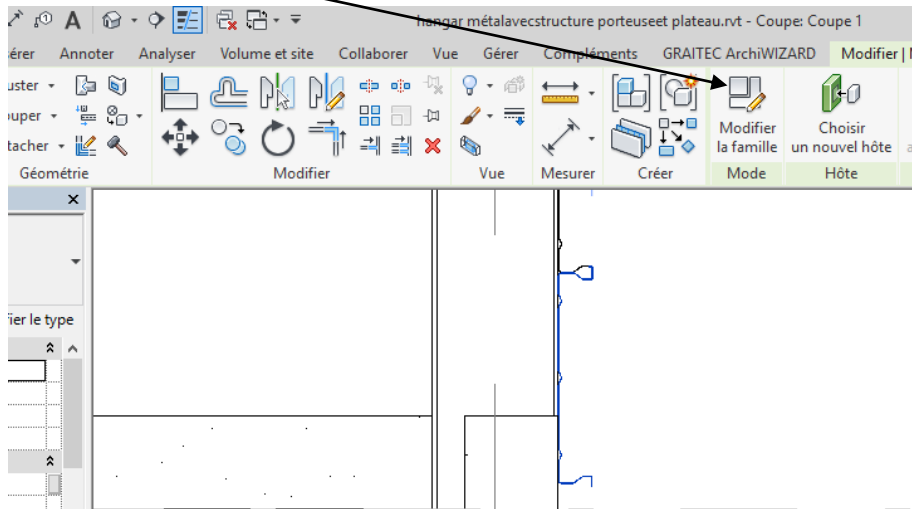 hangar métalavecstructure porteuseet plateau.rvt - Coupe: Coupe 1
érer Annoter Analyser Volume et site Collaborer Vue Gérer Compléments GRAITEC ArchiWIZARD Modifier |
uster
ouper
tacher
Modifier la famille
Choisir un nouvel hôte
Géométrie Modifier Vue Mesurer Créer Mode Hôte
ier le type